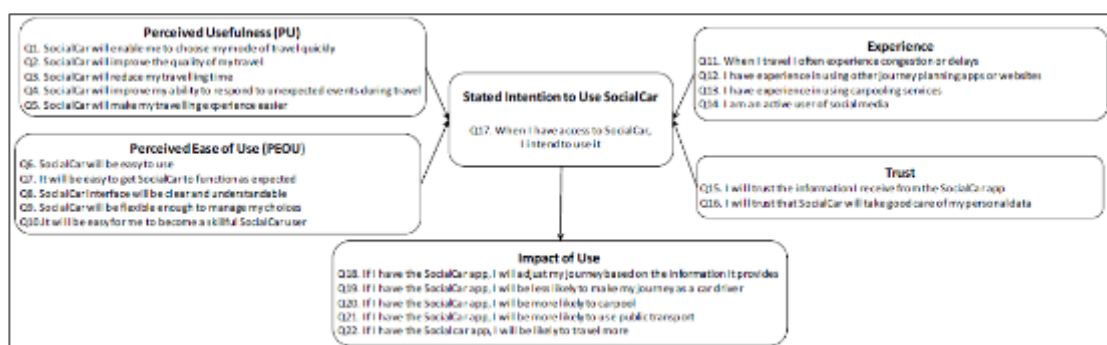 Perceived Usefulness (PU)
Q1. SocialCar will enable me to choose my mode of travel quickly
Q2. SocialCar will improve the quality of my travel
Q3. SocialCar will reduce my travelling time
Q4. SocialCar will improve my ability to respond to unexpected events during travel
Q5. SocialCar will make my travelling experience easier
Perceived Ease of Use (PEOU)
Q6. SocialCar will be easy to use
Q7. It will be easy to get SocialCar to function as expected
Q8. SocialCar Interface will be clear and understandable
Q9. SocialCar will be flexible enough to manage my choices
Q10.It will be easy for me to become a skillful SocialCar user
Stated Intention to Use SocialCar
Q17. When I have access to SocialCar,
I intend to use it
Experience
Q11. When I travel I often experience congestion or delays
Q12. I have experience in using other journey planning apps or websites
Q13. I have experience in using carpooling services
Q14. I am an active user of social media
Trust
Q15. I will trust the information I receive from the SocialCar app
Q16. I will trust that SocialCar will take good care of my personal data
Impact of Use
Q18. If I have the SocialCar app, I will adjust my journey based on the information it provides
Q19. If I have the SocialCar app, I will be less likely to make my journey as a car driver
Q20. If I have the SocialCar app, I will be more likely to carpool
Q21. If I have the SocialCar app, I will be more likely to use public transport
Q22. If I have the Socialcar app, I will be likely to travel more